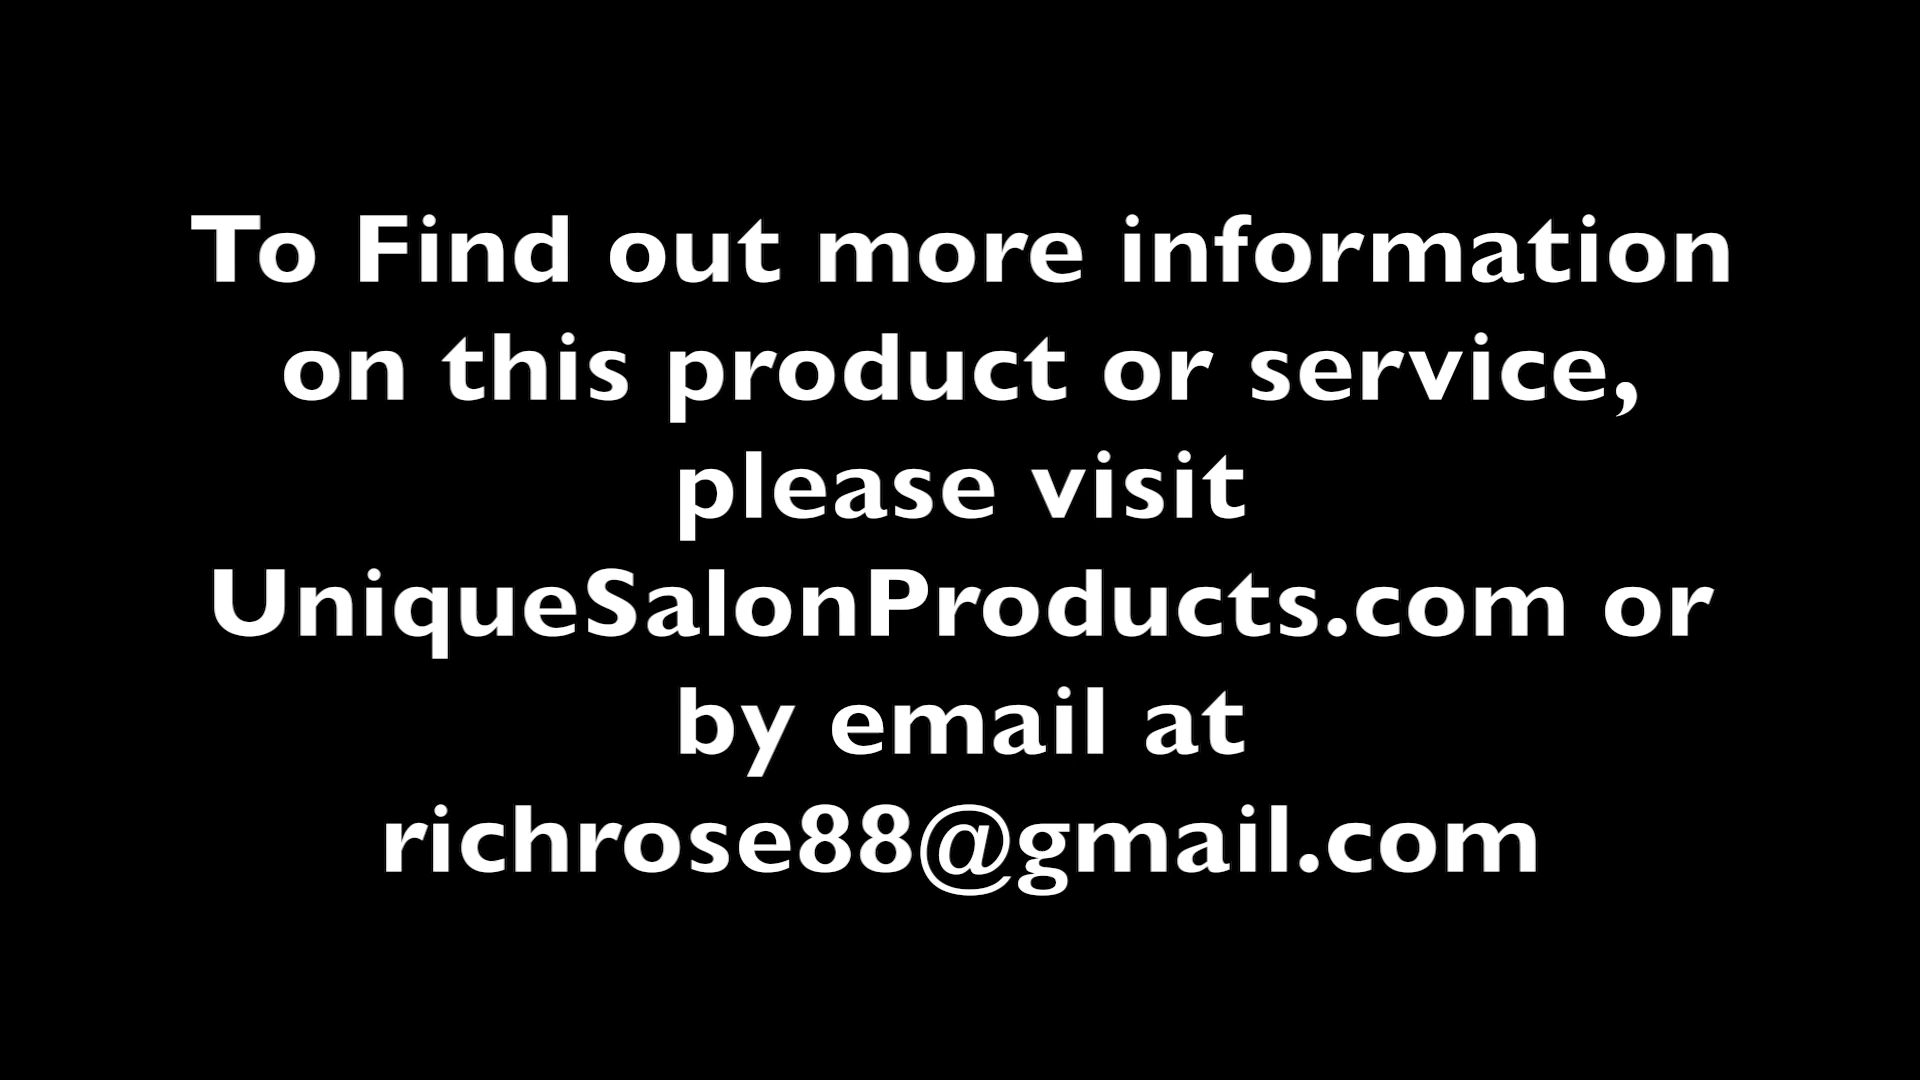 To Find out more information
on this product or service,
please visit
UniqueSalonProducts.com or
by email at
richrose88@gmail.com